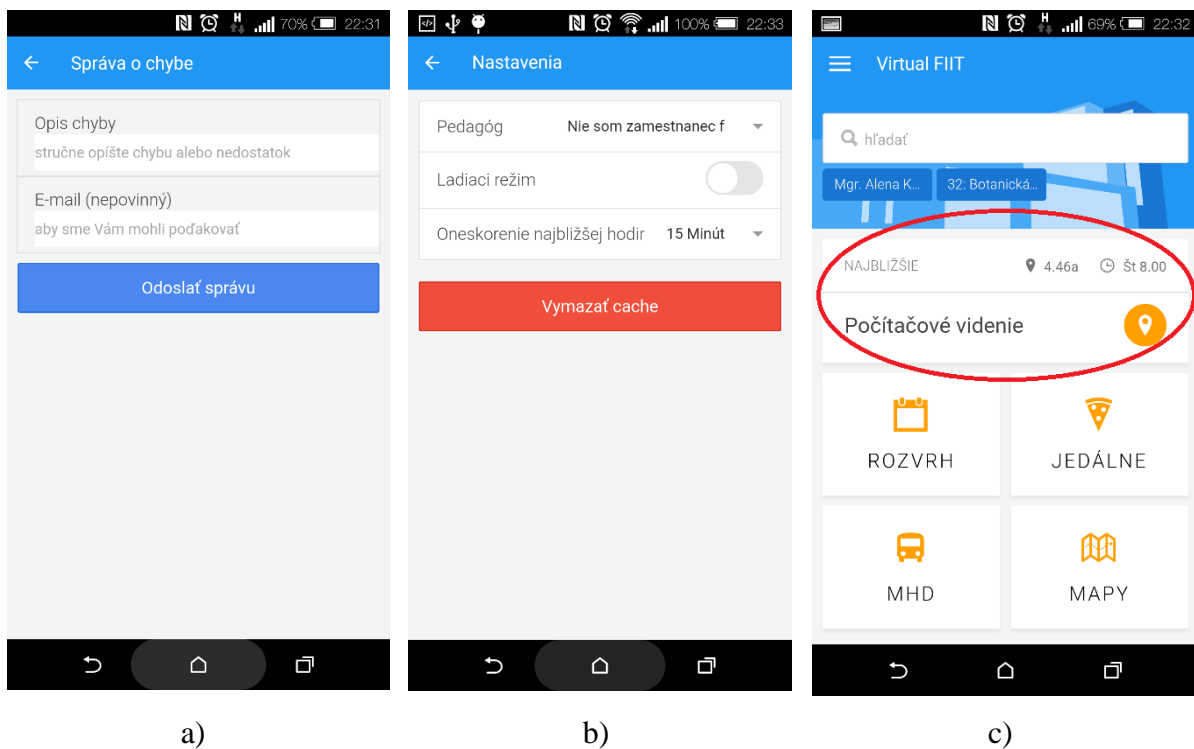 70% 22:31
Správa o chybe
Opis chyby
stručne opíšte chybu alebo nedostatok
E-mail (nepovinný)
aby sme Vám mohli poďakovať
Odoslať správu
a)
100% 22:33
Nastavenia
Pedagóg Nie som zamestnanec f
Ladiaci režim
Oneskorenie najbližšej hodir 15 Minút
Vymazať cache
b)
H 69% 22:32
Virtual FIIT
hľadať
Mgr. Alena K... 32: Botanická...
NAJBLIŽŠIE 4.46a Št 8.00
Počítačové videnie
ROZVRH JEDÁLNE
MHD MAPY
c)